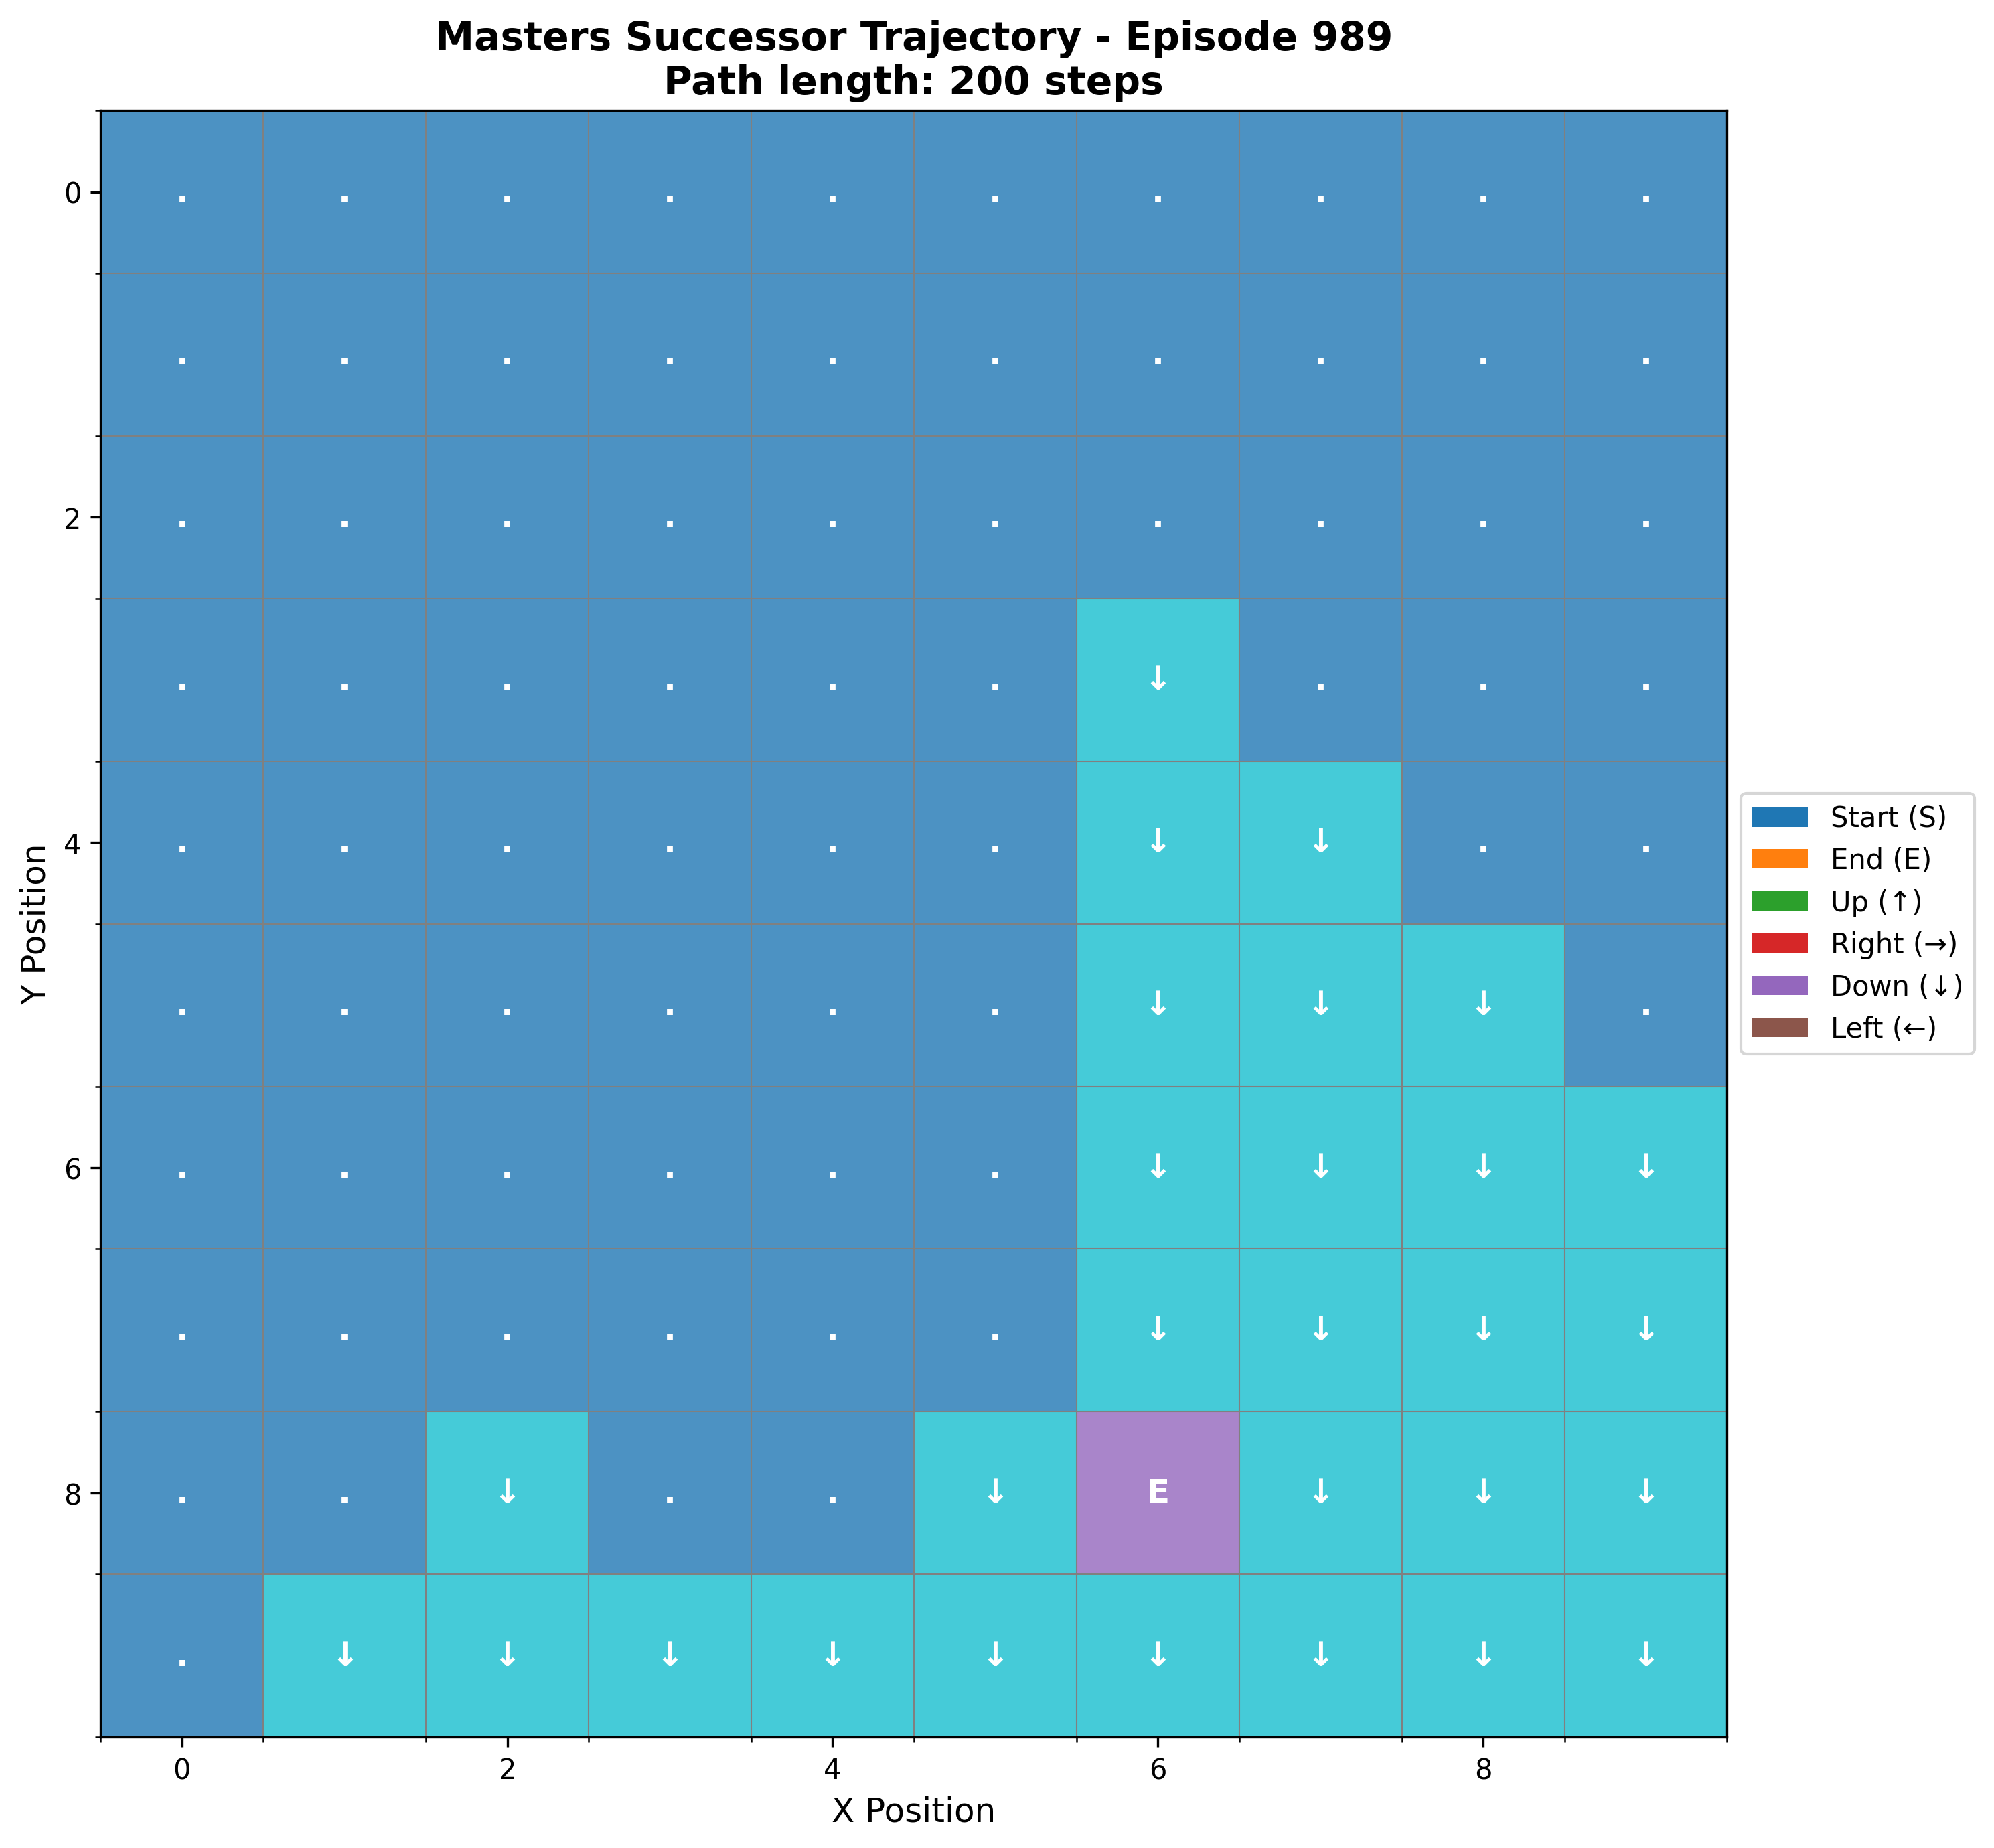 Masters Successor Trajectory - Episode 989
Path length: 200 steps
0 . . . . . . . . . .
. . . . . . . . . .
2 . . . . . . . . . .
. . . . . . ↓ . . .
4 . . . . . . ↓ ↓ . .
. . . . . . ↓ ↓ ↓ .
6 . . . . . . ↓ ↓ ↓ ↓
. . . . . . ↓ ↓ ↓ ↓
8 . . ↓ . . ↓ E ↓ ↓ ↓
. ↓ ↓ ↓ ↓ ↓ ↓ ↓ ↓ ↓
0 2 4 6 8
X Position
Y Position
Start (S)
End (E)
Up (↑)
Right (→)
Down (↓)
Left (←)